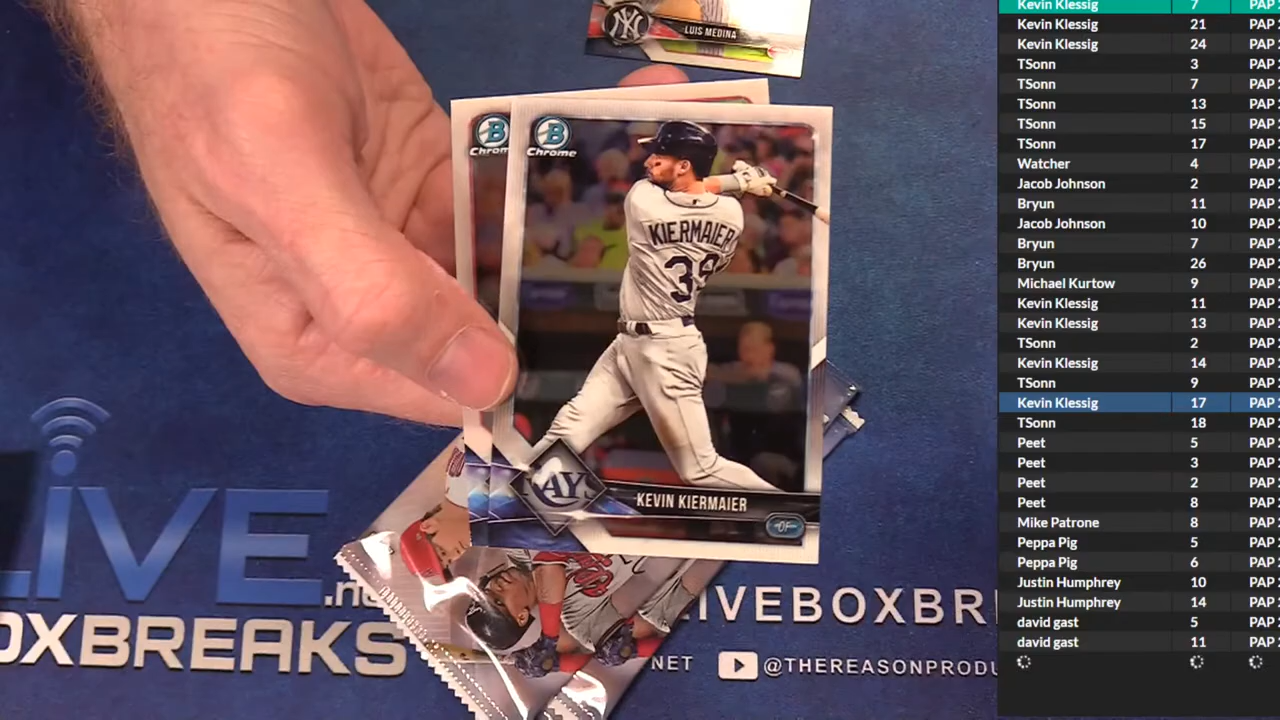 LUIS MEDINA
B
Chrome
B
Chrome
KIERMAIER
39
RAYS
KEVIN KIERMAIER
OF
LIVE.n
OXBREAKS
LIVEBOXBR
NET
@THEREASONPRODU
Kevin Klessig 7 PAP
Kevin Klessig 21 PAP
Kevin Klessig 24 PAP
TSonn 3 PAP
TSonn 7 PAP
TSonn 13 PAP
TSonn 15 PAP
TSonn 17 PAP
Watcher 4 PAP
Jacob Johnson 2 PAP
Bryun 11 PAP
Jacob Johnson 10 PAP
Bryun 7 PAP
Bryun 26 PAP
Michael Kurtow 9 PAP
Kevin Klessig 11 PAP
Kevin Klessig 13 PAP
TSonn 2 PAP
Kevin Klessig 14 PAP
TSonn 9 PAP
Kevin Klessig 17 PAP
TSonn 18 PAP
Peet 5 PAP
Peet 3 PAP
Peet 2 PAP
Peet 8 PAP
Mike Patrone 8 PAP
Peppa Pig 5 PAP
Peppa Pig 6 PAP
Justin Humphrey 10 PAP
Justin Humphrey 14 PAP
david gast 5 PAP
david gast 11 PAP